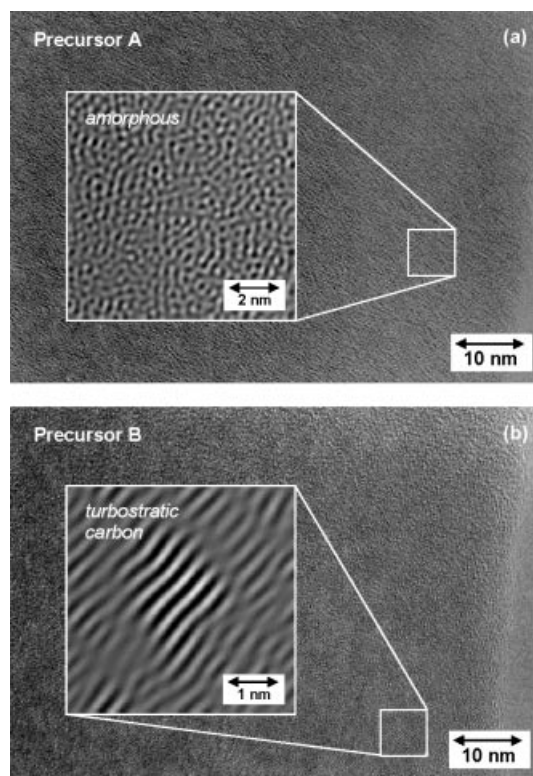 Precursor A
(a)
amorphous
2 nm
10 nm
Precursor B
(b)
turbostratic
carbon
1 nm
10 nm